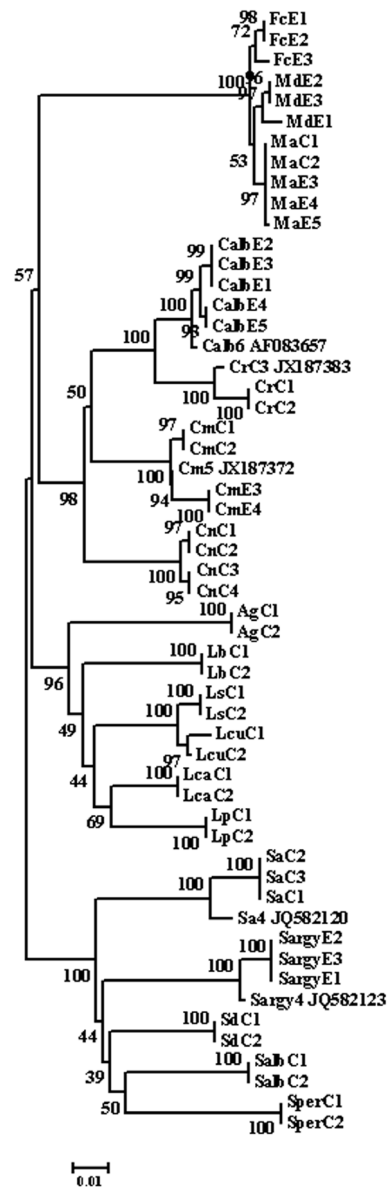 98
FcE1
72
FcE2
FcE3
100
96
MdE2
97
MdE3
MdE1
MaC1
MaC2
53
MaE3
97
MaE4
MaE5
57
99
CalbE2
CalbE3
99
CalbE1
100
CalbE4
98
CalbE5
Calb6 AF083657
100
CrC3 JX187383
CrC1
100
100
CrC2
50
97
CmC1
CmC2
Cm5 JX187372
100
CmE3
94
98
100
CmE4
97
CnC1
CnC2
100
CnC3
95
CnC4
100
AgC1
AgC2
100
LbC1
96
LbC2
100
LsC1
100
LsC2
49
LcuC1
97
LcuC2
44
100
LcaC1
LcaC2
69
LpC1
100
LpC2
SaC2
100
SaC3
100
SaC1
Sa4 JQ582120
SargyE2
100
SargyE3
100
100
SargyE1
Sargy4 JQ582123
100
SdC1
44
SdC2
100
SalbC1
39
SalbC2
50
SperC1
100
SperC2
0.01